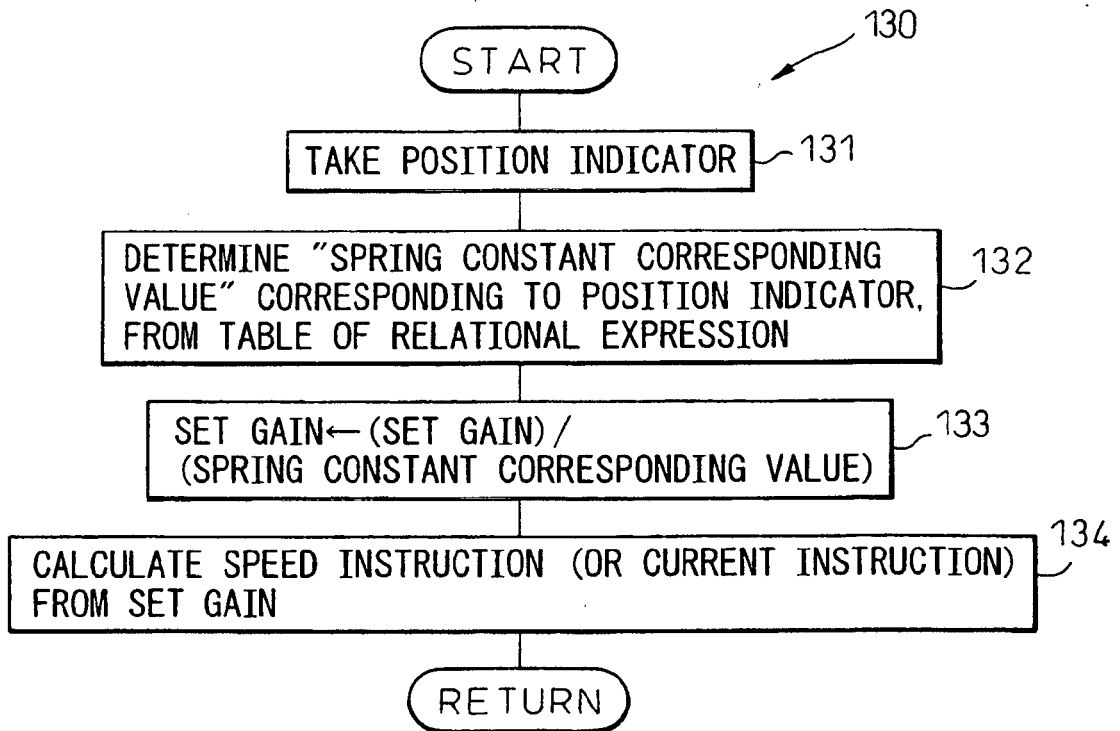 130
START
TAKE POSITION INDICATOR
131
DETERMINE "SPRING CONSTANT CORRESPONDING
VALUE" CORRESPONDING TO POSITION INDICATOR,
FROM TABLE OF RELATIONAL EXPRESSION
132
SET GAIN←(SET GAIN)/
(SPRING CONSTANT CORRESPONDING VALUE)
133
CALCULATE SPEED INSTRUCTION (OR CURRENT INSTRUCTION)
FROM SET GAIN
134
RETURN